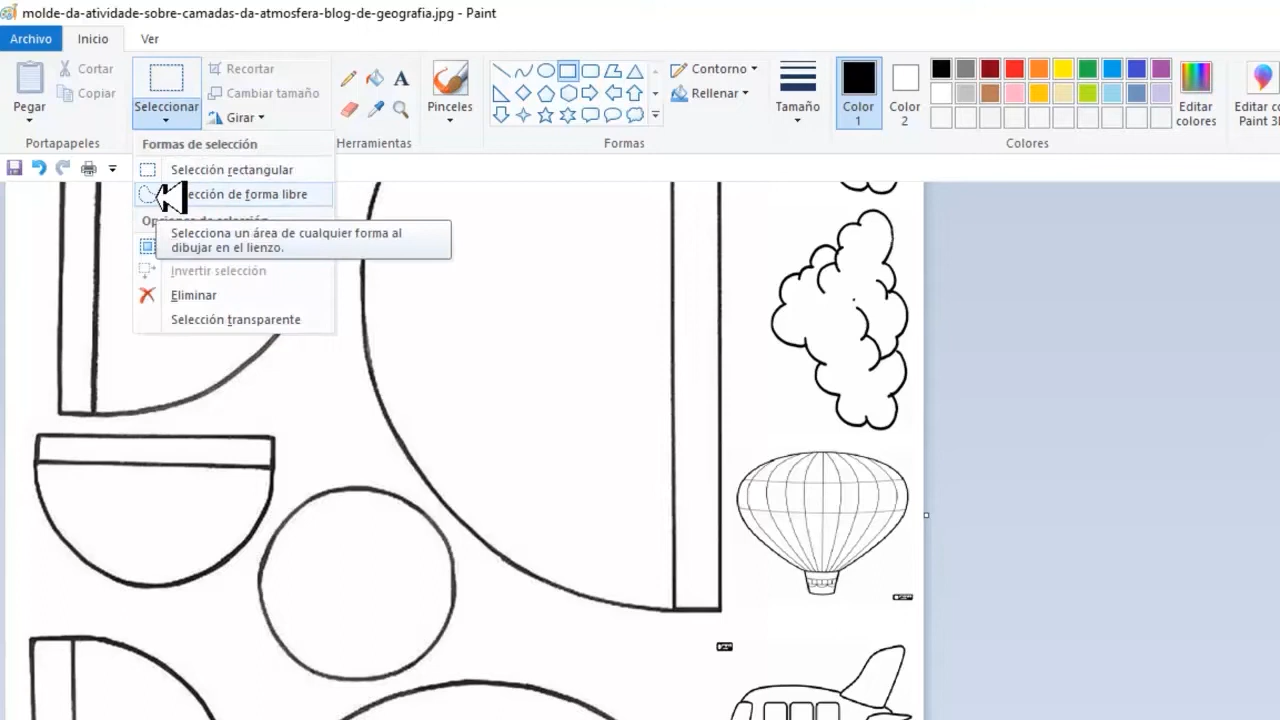 molde-da-atividade-sobre-camadas-da-atmosfera-blog-de-geografia.jpg - Paint
Archivo Inicio Ver
Pegar
Cortar
Copiar
Portapapeles
Seleccionar
Recortar
Cambiar tamaño
Girar
Herramientas
Pinceles
Contorno
Rellenar
Formas
Tamaño
Color
1
Color
2
Editar
colores
Colores
Editar c
Paint 3
Formas de selección
Selección rectangular
ección de forma libre
Selecciona un área de cualquier forma al
dibujar en el lienzo.
Invertir selección
Eliminar
Selección transparente